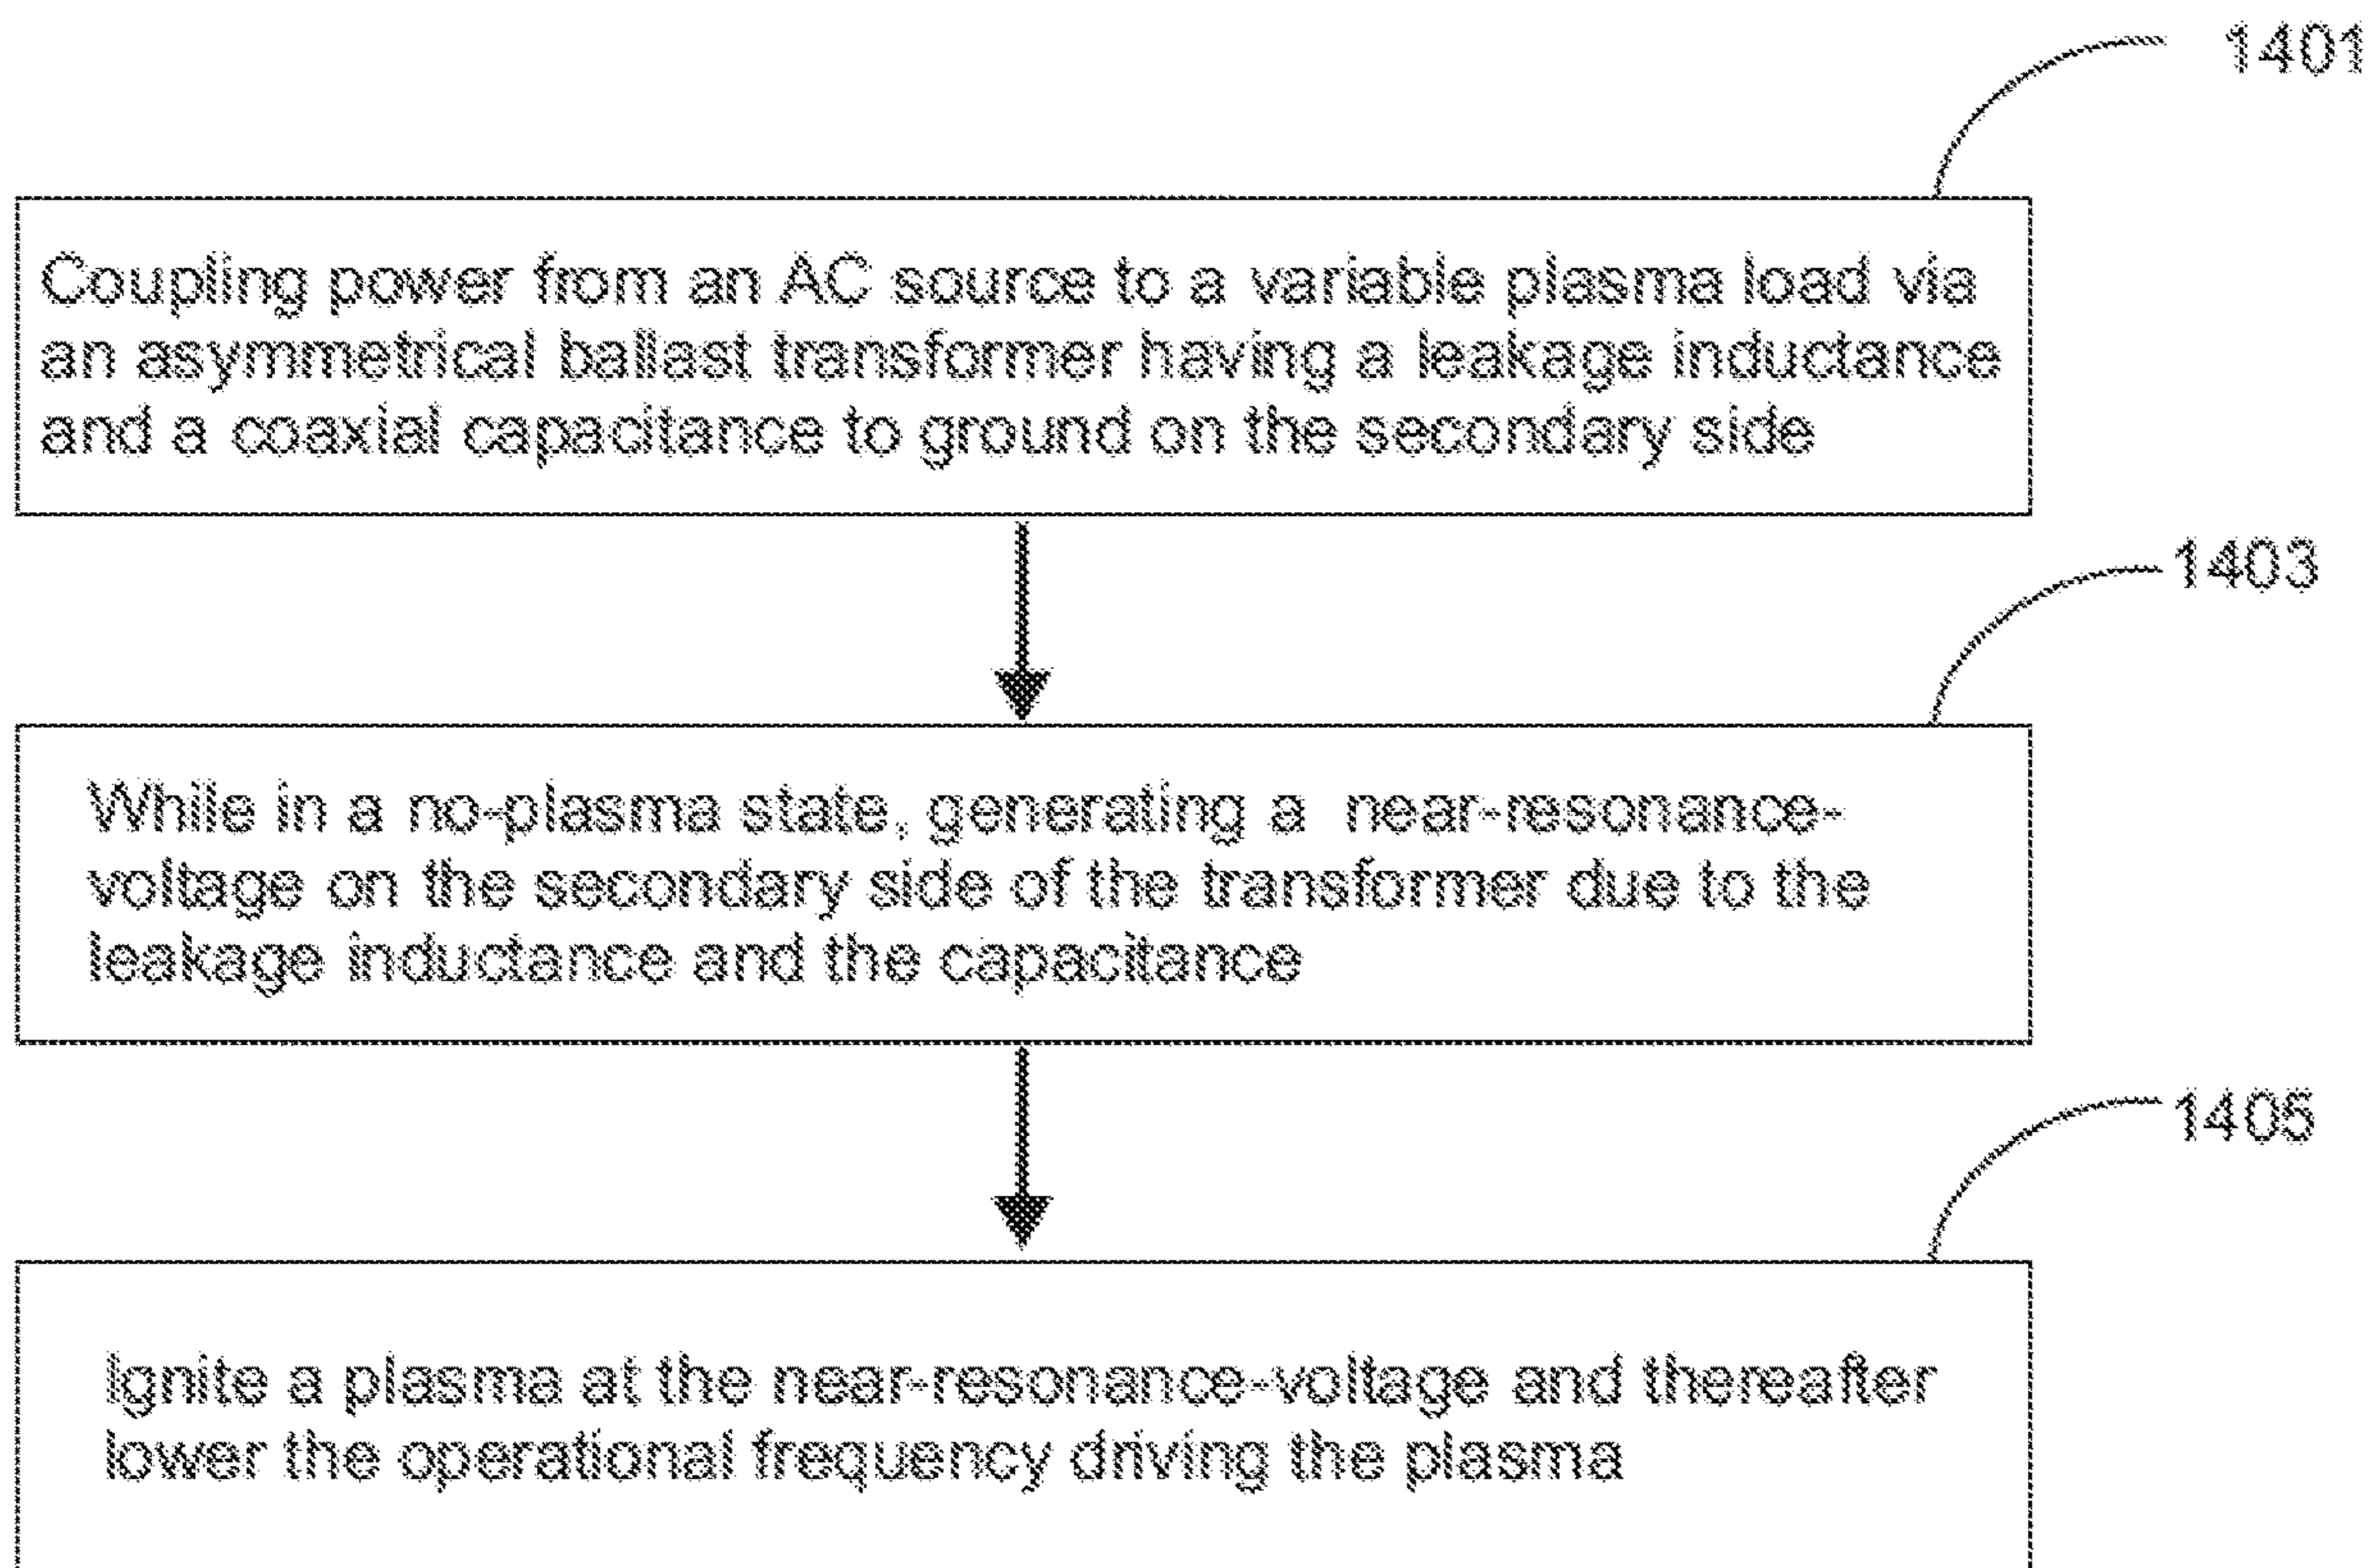 1401
Coupling power from an AC source to a variable plasma load via
an asymmetrical ballast transformer having a leakage inductance
and a coaxial capacitance to ground on the secondary side
1403
While in a no-plasma state, generating a near-resonance-
voltage on the secondary side of the transformer due to the
leakage inductance and the capacitance
1405
Ignite a plasma at the near-resonance-voltage and thereafter
lower the operational frequency driving the plasma